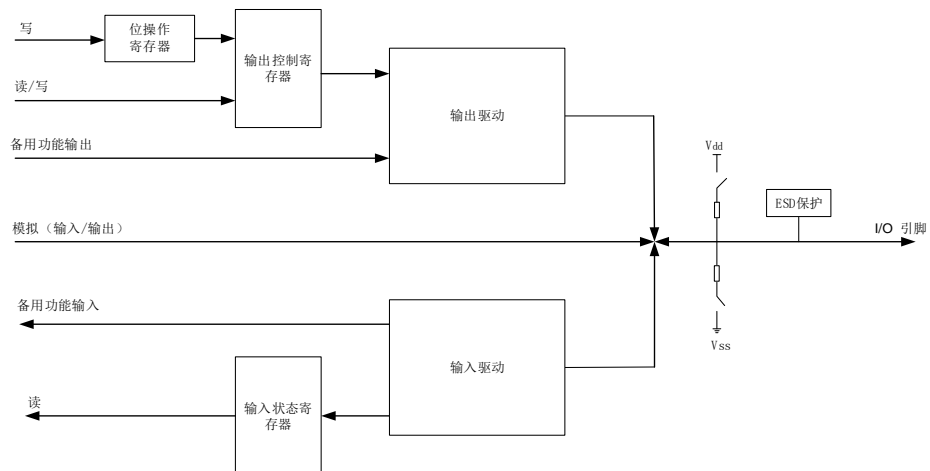 写
位操作
寄存器
输出控制寄
存器
读/写
输出驱动
备用功能输出
Vdd
ESD保护
模拟（输入/输出）
I/O 引脚
备用功能输入
Vss
输入驱动
读
输入状态寄
存器